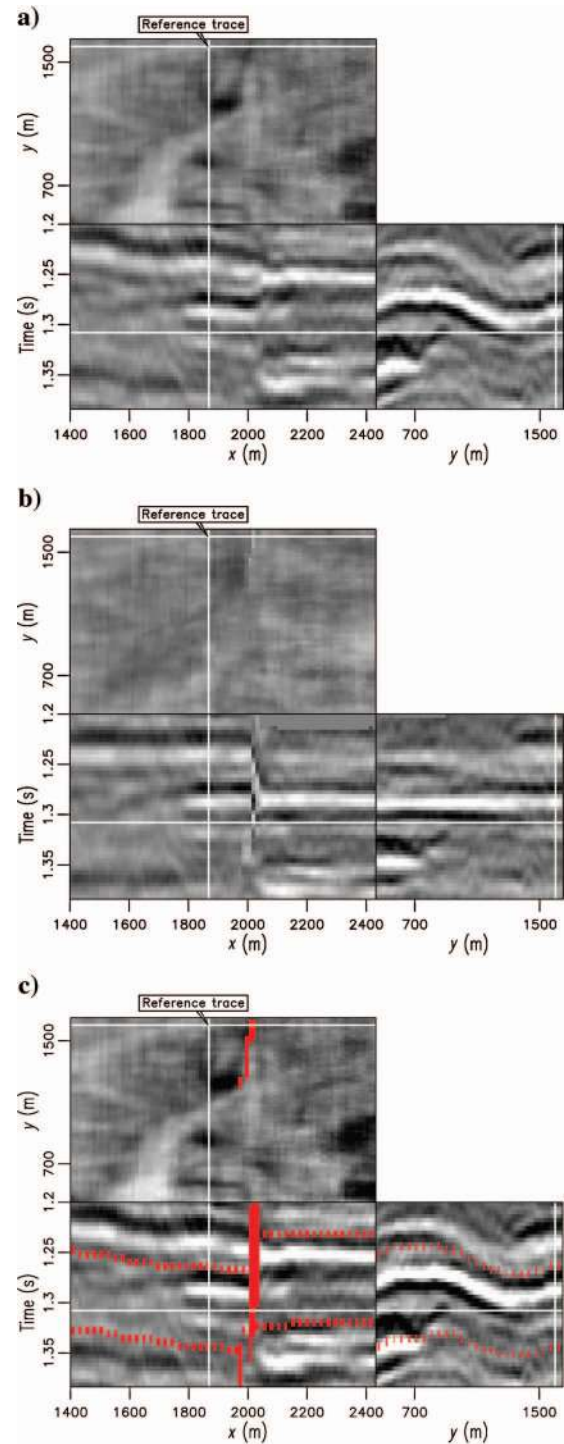 a)
Reference trace
1500
y (m)
700
1.2
1.25
Time (s)
1.3
1.35
1400 1600 1800 2000 2200 2400 700 1500
x (m) y (m)
b)
Reference trace
1500
y (m)
700
1.2
1.25
Time (s)
1.3
1.35
1400 1600 1800 2000 2200 2400 700 1500
x (m) y (m)
c)
Reference trace
1500
y (m)
700
1.2
1.25
Time (s)
1.3
1.35
1400 1600 1800 2000 2200 2400 700 1500
x (m) y (m)